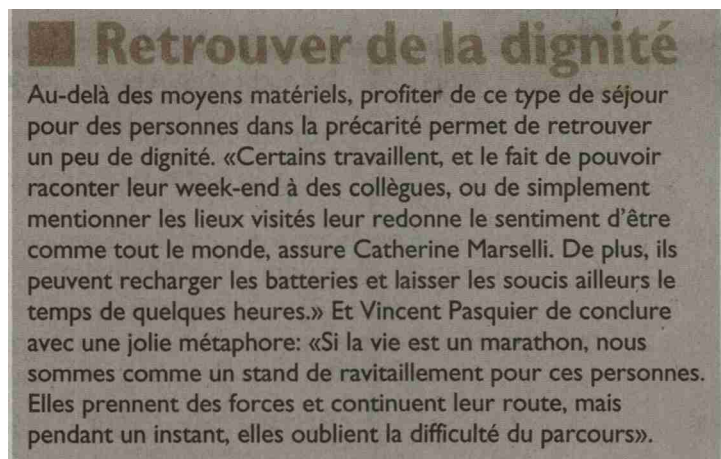 Retrouver de la dignité
Au-delà des moyens matériels, profiter de ce type de séjour
pour des personnes dans la précarité permet de retrouver
un peu de dignité. «Certains travaillent, et le fait de pouvoir
raconter leur week-end à des collègues, ou de simplement
mentionner les lieux visités leur redonne le sentiment d’être
comme tout le monde, assure Catherine Marselli. De plus, ils
peuvent recharger les batteries et laisser les soucis ailleurs le
temps de quelques heures.» Et Vincent Pasquier de conclure
avec une jolie métaphore: «Si la vie est un marathon, nous
sommes comme un stand de ravitaillement pour ces personnes.
Elles prennent des forces et continuent leur route, mais
pendant un instant, elles oublient la difficulté du parcours».